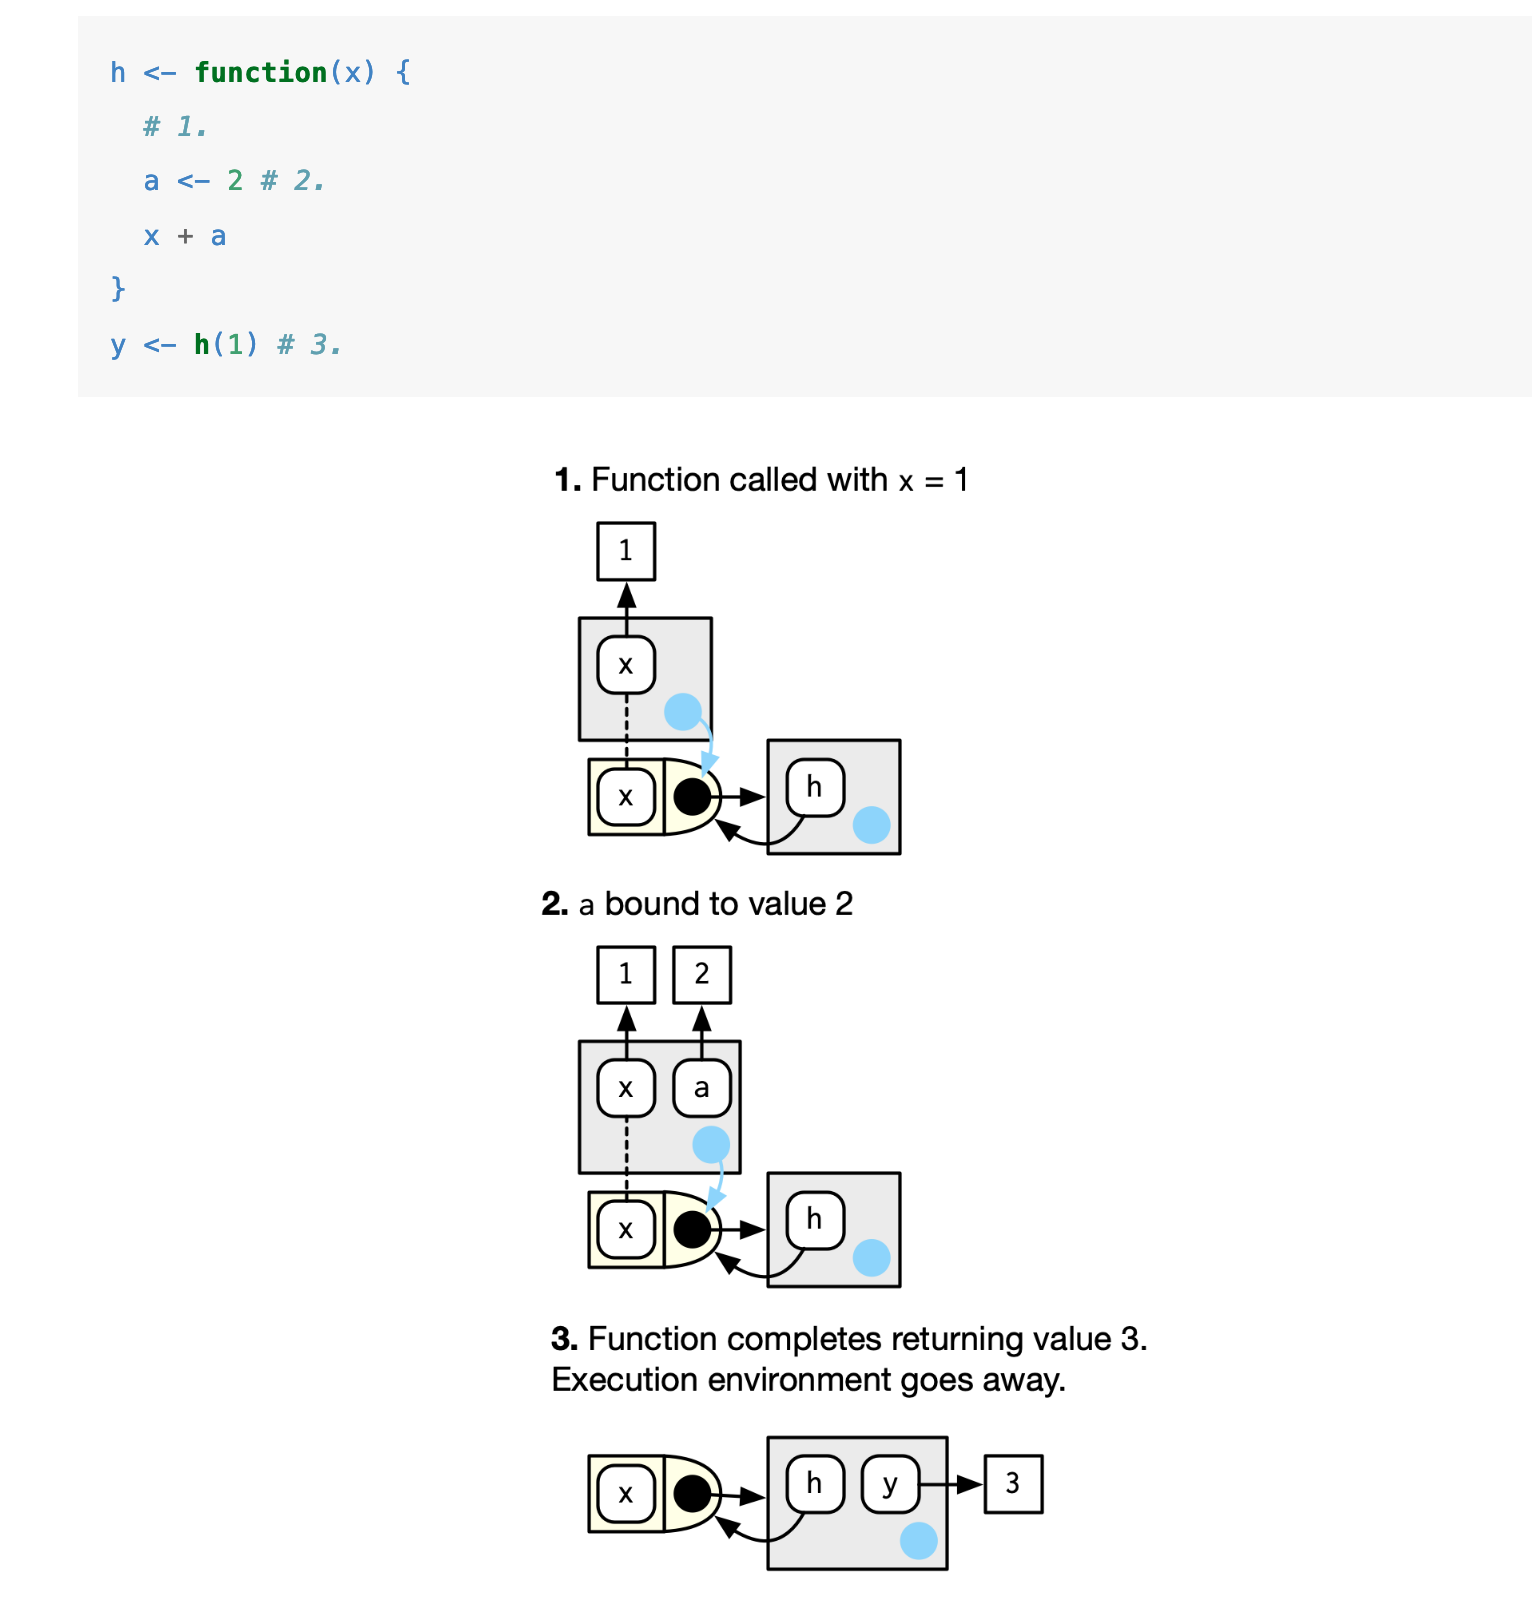 h <- function(x) {
# 1.
a <- 2 # 2.
x + a
}
y <- h(1) # 3.
1. Function called with x = 1
1
x
x
h
2. a bound to value 2
1 2
x a
x
h
3. Function completes returning value 3.
Execution environment goes away.
x h y 3